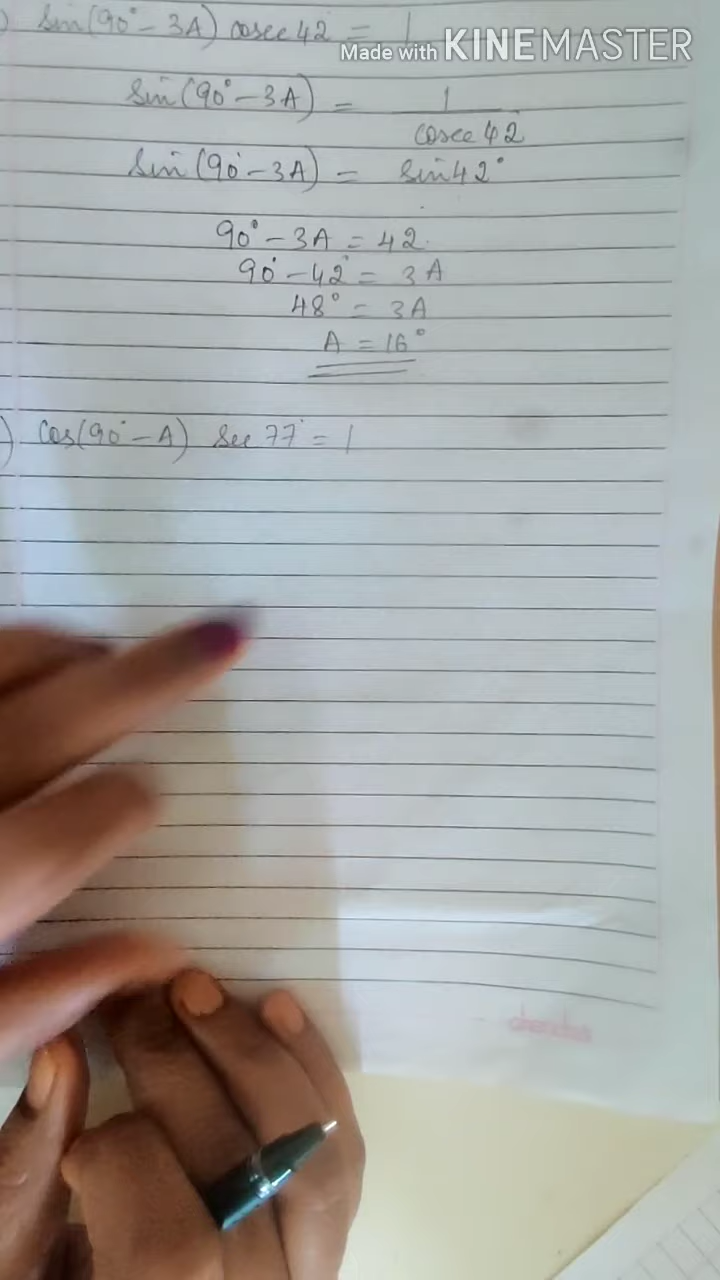 ) sin(90° - 3A) cosec 42 = 1
Made with KINEMASTER
sin(90° - 3A) = 1 / cosec 42
sin(90° - 3A) = sin 42°
90° - 3A = 42
90° - 42° = 3A
48° = 3A
A = 16°
) cos(90° - A) sec 77° = 1